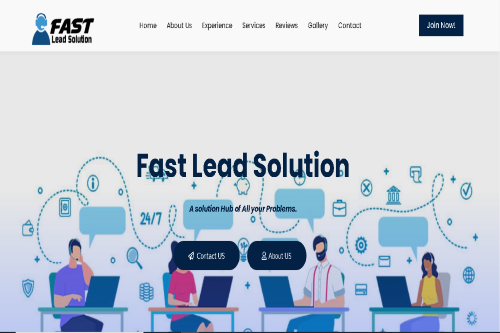 FAST
Lead Solution
Home About Us Experience Services Reviews Gallery Contact
Join Now!
Fast Lead Solution
24/7
A solution Hub of All your Problems.
Contact US
About US